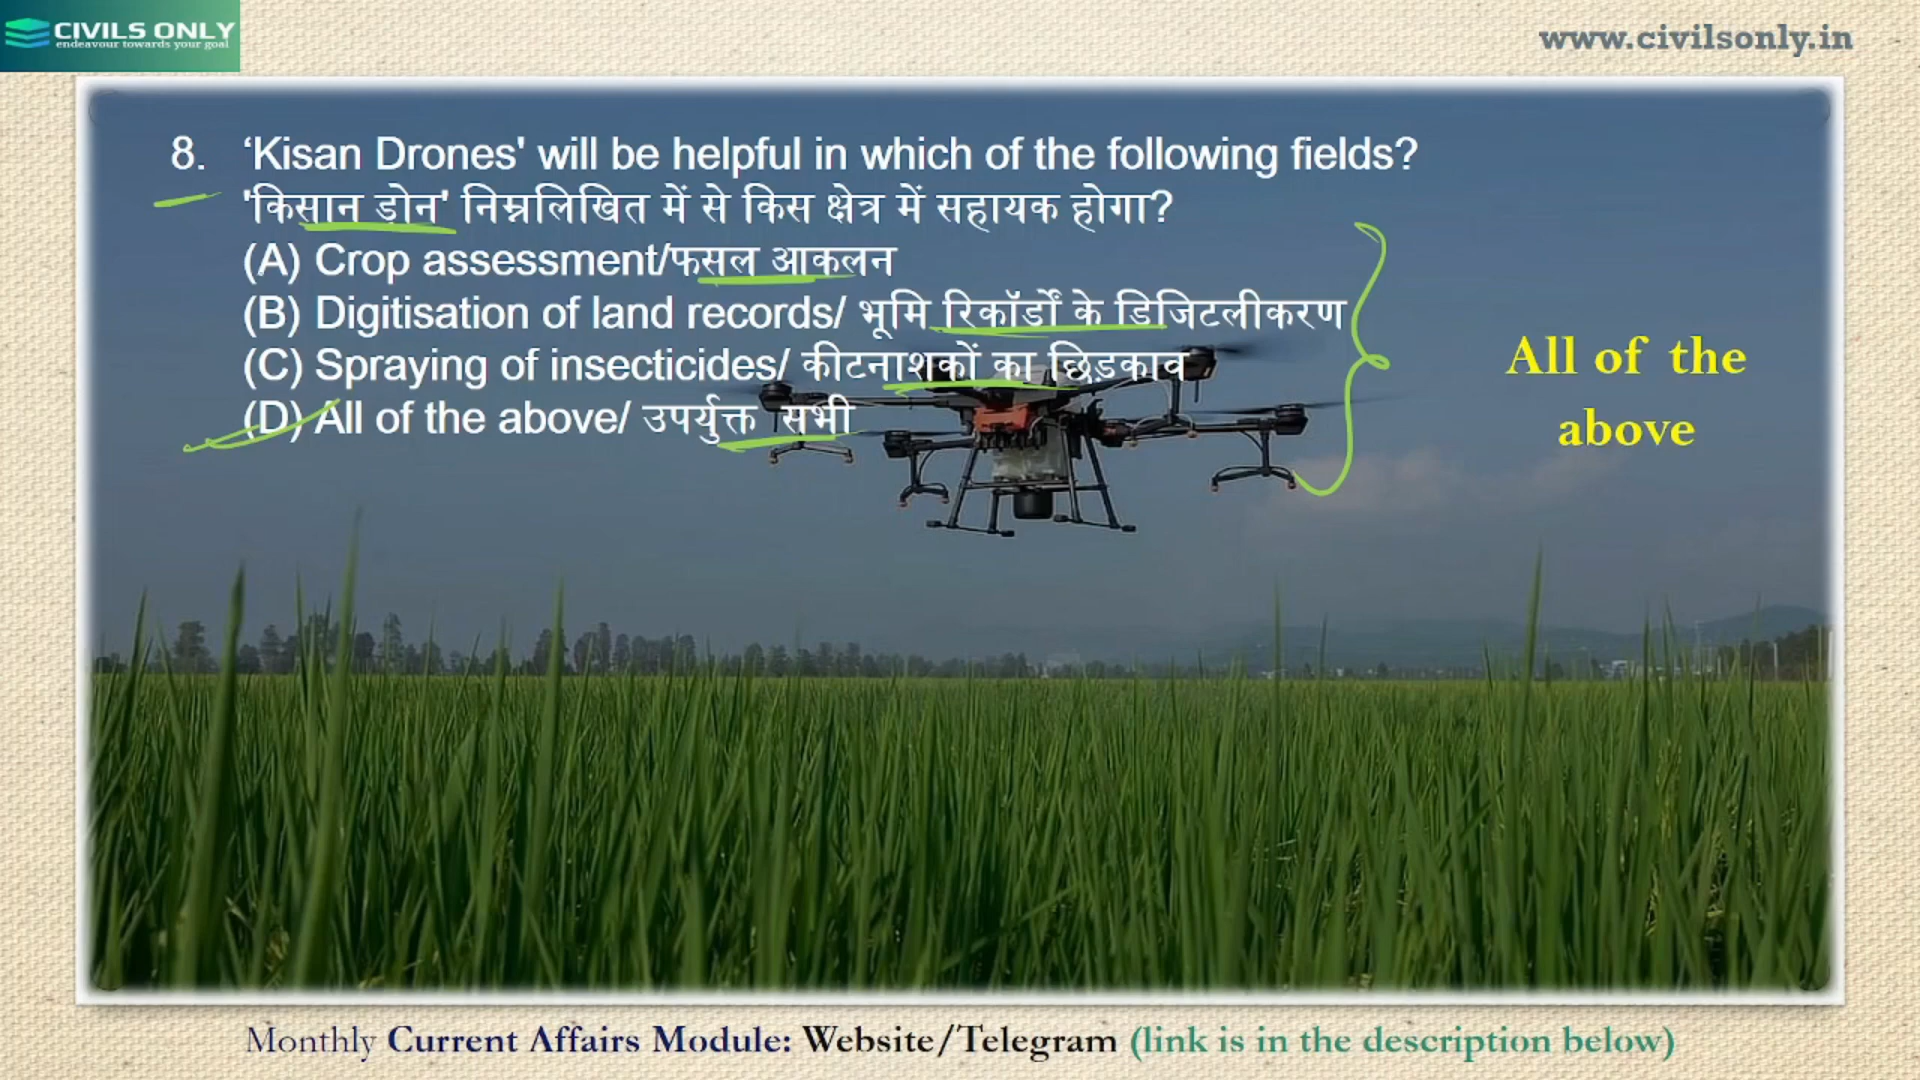 CIVILS ONLY
endeavour towards your goal
www.civilsonly.in
8. ‘Kisan Drones' will be helpful in which of the following fields?
'किसान ड्रोन' निम्नलिखित में से किस क्षेत्र में सहायक होगा?
(A) Crop assessment/फसल आकलन
(B) Digitisation of land records/ भूमि रिकॉर्डों के डिजिटलीकरण
(C) Spraying of insecticides/ कीटनाशकों का छिड़काव
(D) All of the above/ उपर्युक्त सभी
All of the
above
Monthly Current Affairs Module: Website/Telegram (link is in the description below)